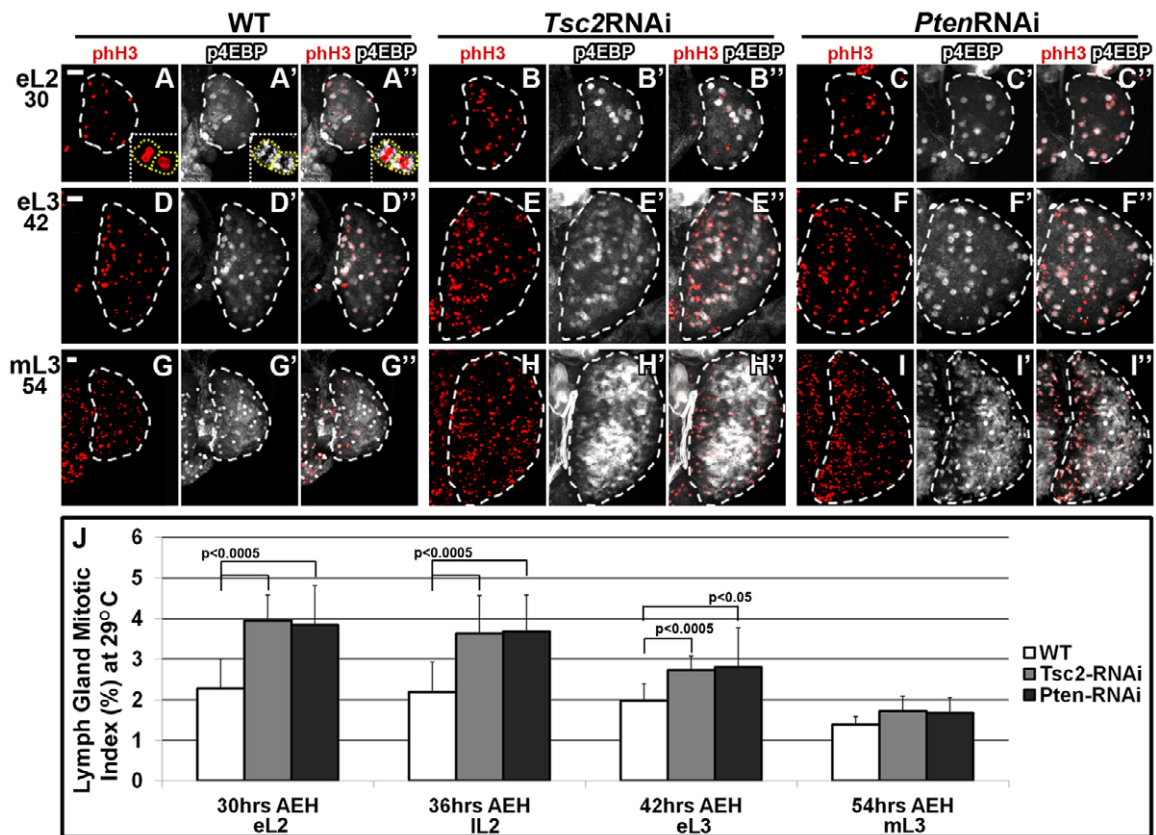 WT Tsc2RNAi PtenRNAi
phH3 p4EBP phH3 p4EBP phH3 p4EBP phH3 p4EBP phH3 p4EBP phH3 p4EBP
eL2
30
A A’ A’’ B B’ B’’ C C’ C’’
eL3
42
D D’ D’’ E E’ E’’ F F’ F’’
mL3
54
G G’ G’’ H H’ H’’ I I’ I’’
J
Lymph Gland Mitotic
Index (%) at 29°C
6
5
4
3
2
1
0
p<0.0005
p<0.0005
p<0.05
p<0.0005
WT
Tsc2-RNAi
Pten-RNAi
30hrs AEH 36hrs AEH 42hrs AEH 54hrs AEH
eL2 lL2 eL3 mL3